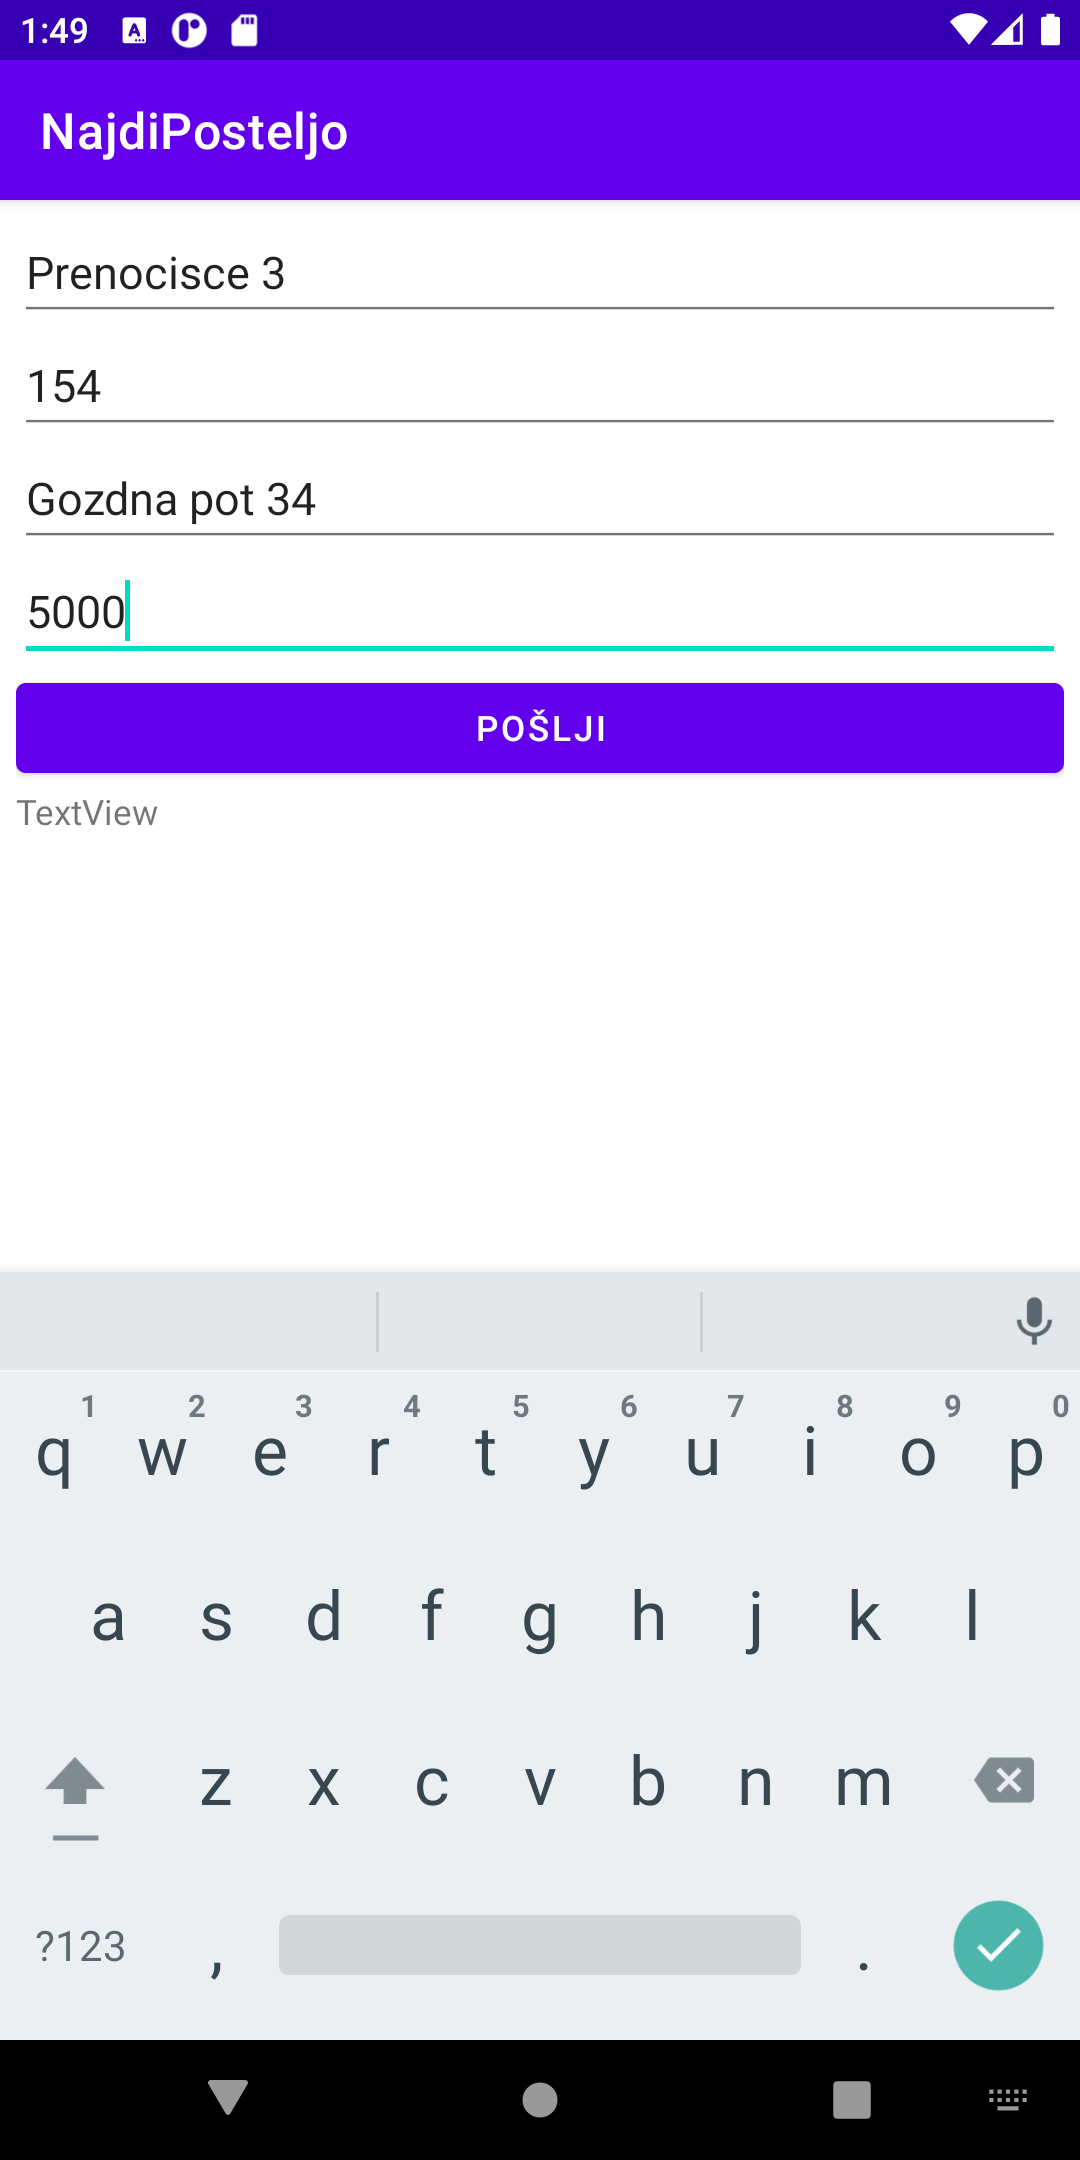 1:49
NajdiPosteljo
Prenocisce 3
154
Gozdna pot 34
5000
POŠLJI
TextView
1 2 3 4 5 6 7 8 9 0
q w e r t y u i o p
a s d f g h j k l
z x c v b n m
?123 , .